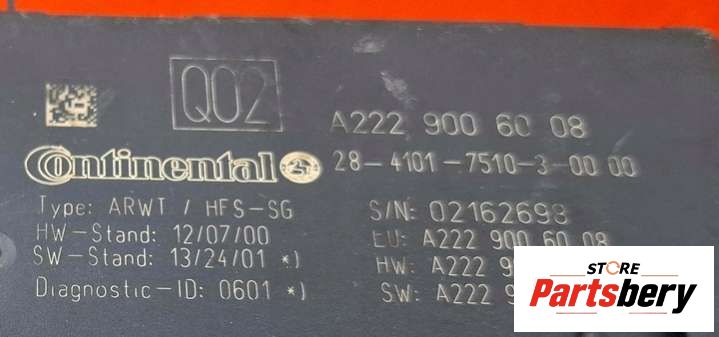 Q02
A222 900 60 08
Continental
28-4101-7510-3-00 00
Type: ARWT / HFS-SG
S/N: 02162698
HW-Stand: 12/07/00
EU: A222 900 60 08
SW-Stand: 13/24/01 *)
HW: A222 9
Diagnostic-ID: 0601 *)
SW: A222 9
STORE
Partsbery